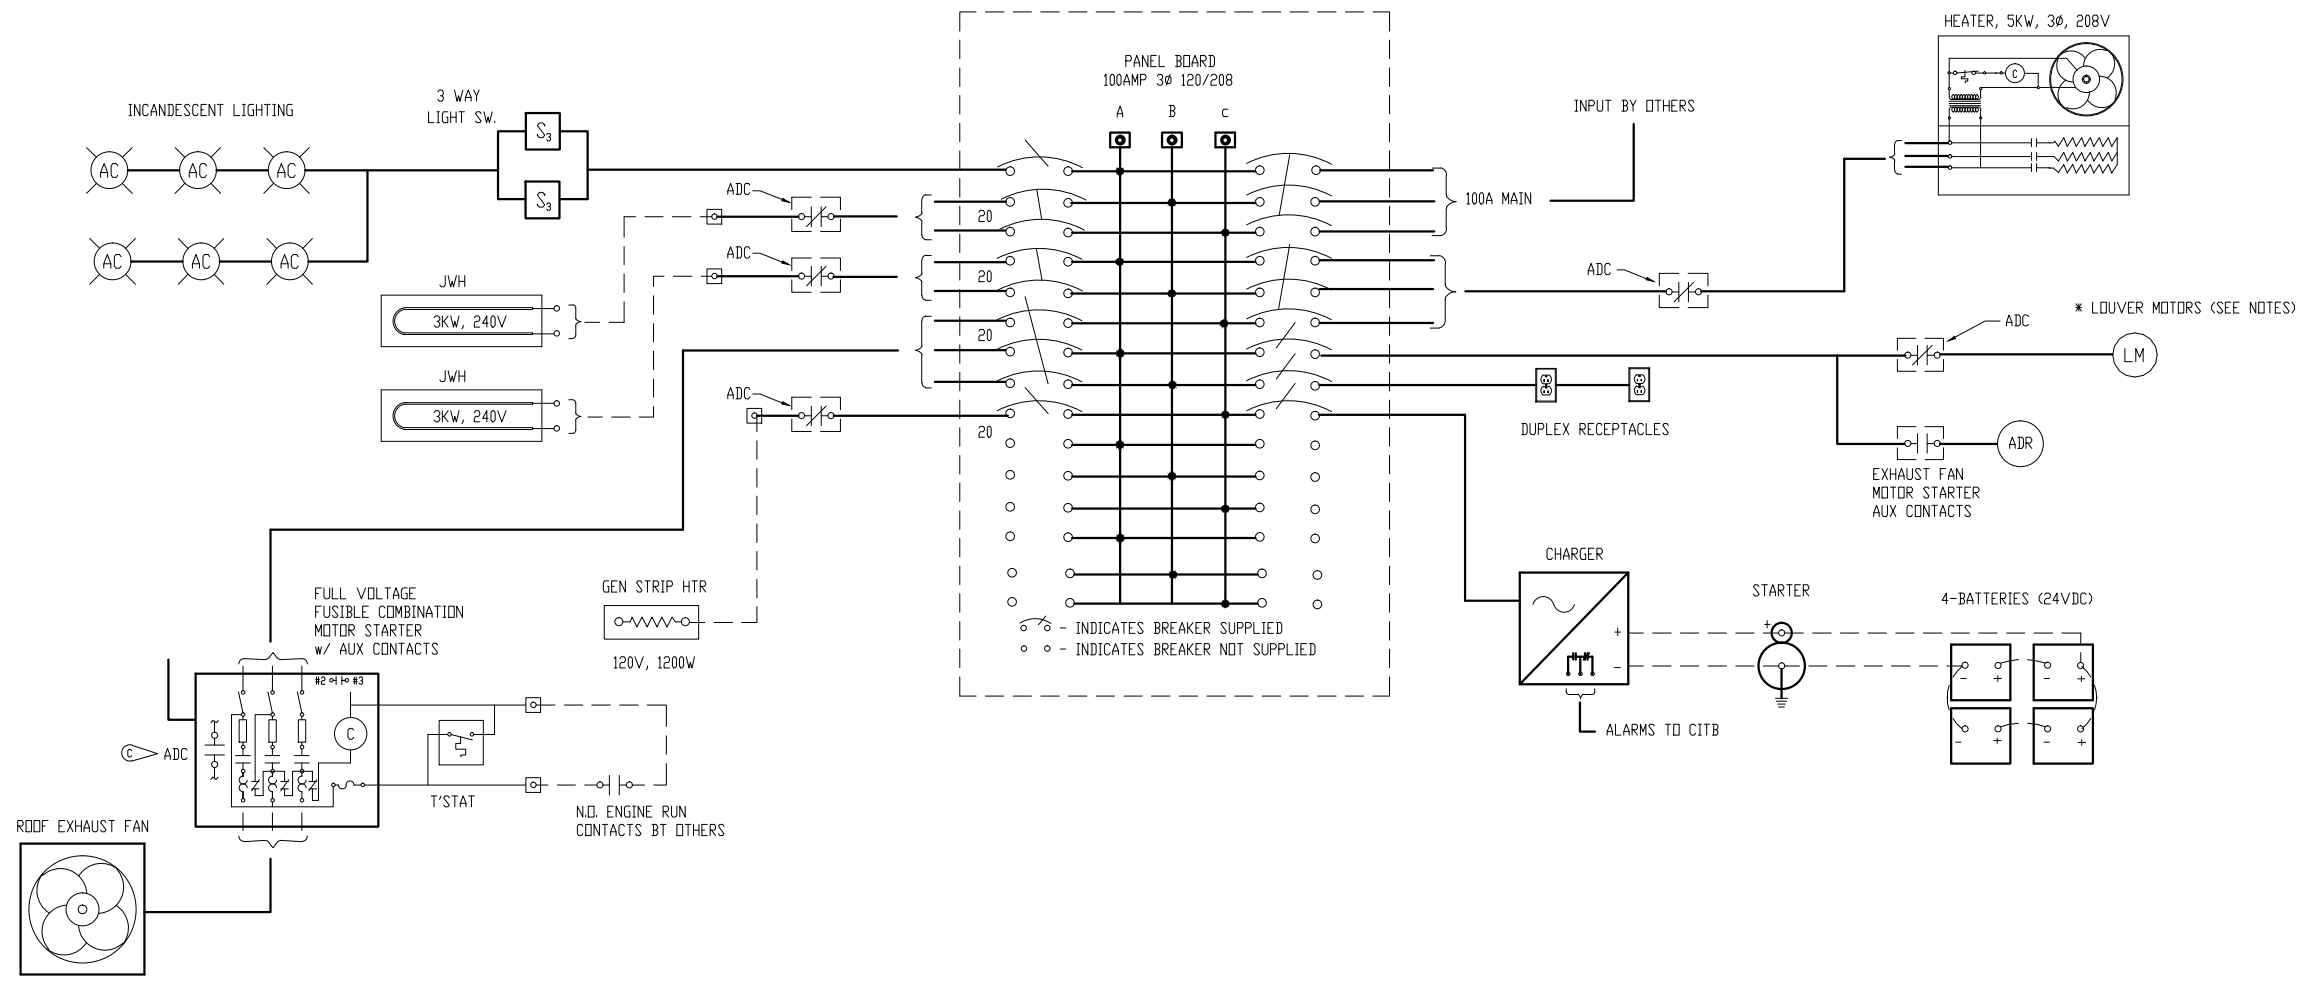 HEATER, 5KW, 3Ø, 208V
C
PANEL BOARD
100AMP 3Ø 120/208
A B C
INCANDESCENT LIGHTING
3 WAY
LIGHT SW.
S3
S3
AC AC AC
AC AC AC
ADC
20
ADC
20
20
ADC
20
JWH
3KW, 240V
JWH
3KW, 240V
INPUT BY OTHERS
100A MAIN
ADC
* LOUVER MOTORS (SEE NOTES)
ADC
LM
DUPLEX RECEPTACLES
ADR
EXHAUST FAN
MOTOR STARTER
AUX CONTACTS
CHARGER
+
-
ALARMS TO CITB
STARTER
+
4-BATTERIES (24VDC)
- + - +
- + - +
GEN STRIP HTR
120V, 1200W
- INDICATES BREAKER SUPPLIED
- INDICATES BREAKER NOT SUPPLIED
FULL VOLTAGE
FUSIBLE COMBINATION
MOTOR STARTER
W/ AUX CONTACTS
#2 #3
C
C ADC
T'STAT
N.O. ENGINE RUN
CONTACTS BT OTHERS
ROOF EXHAUST FAN